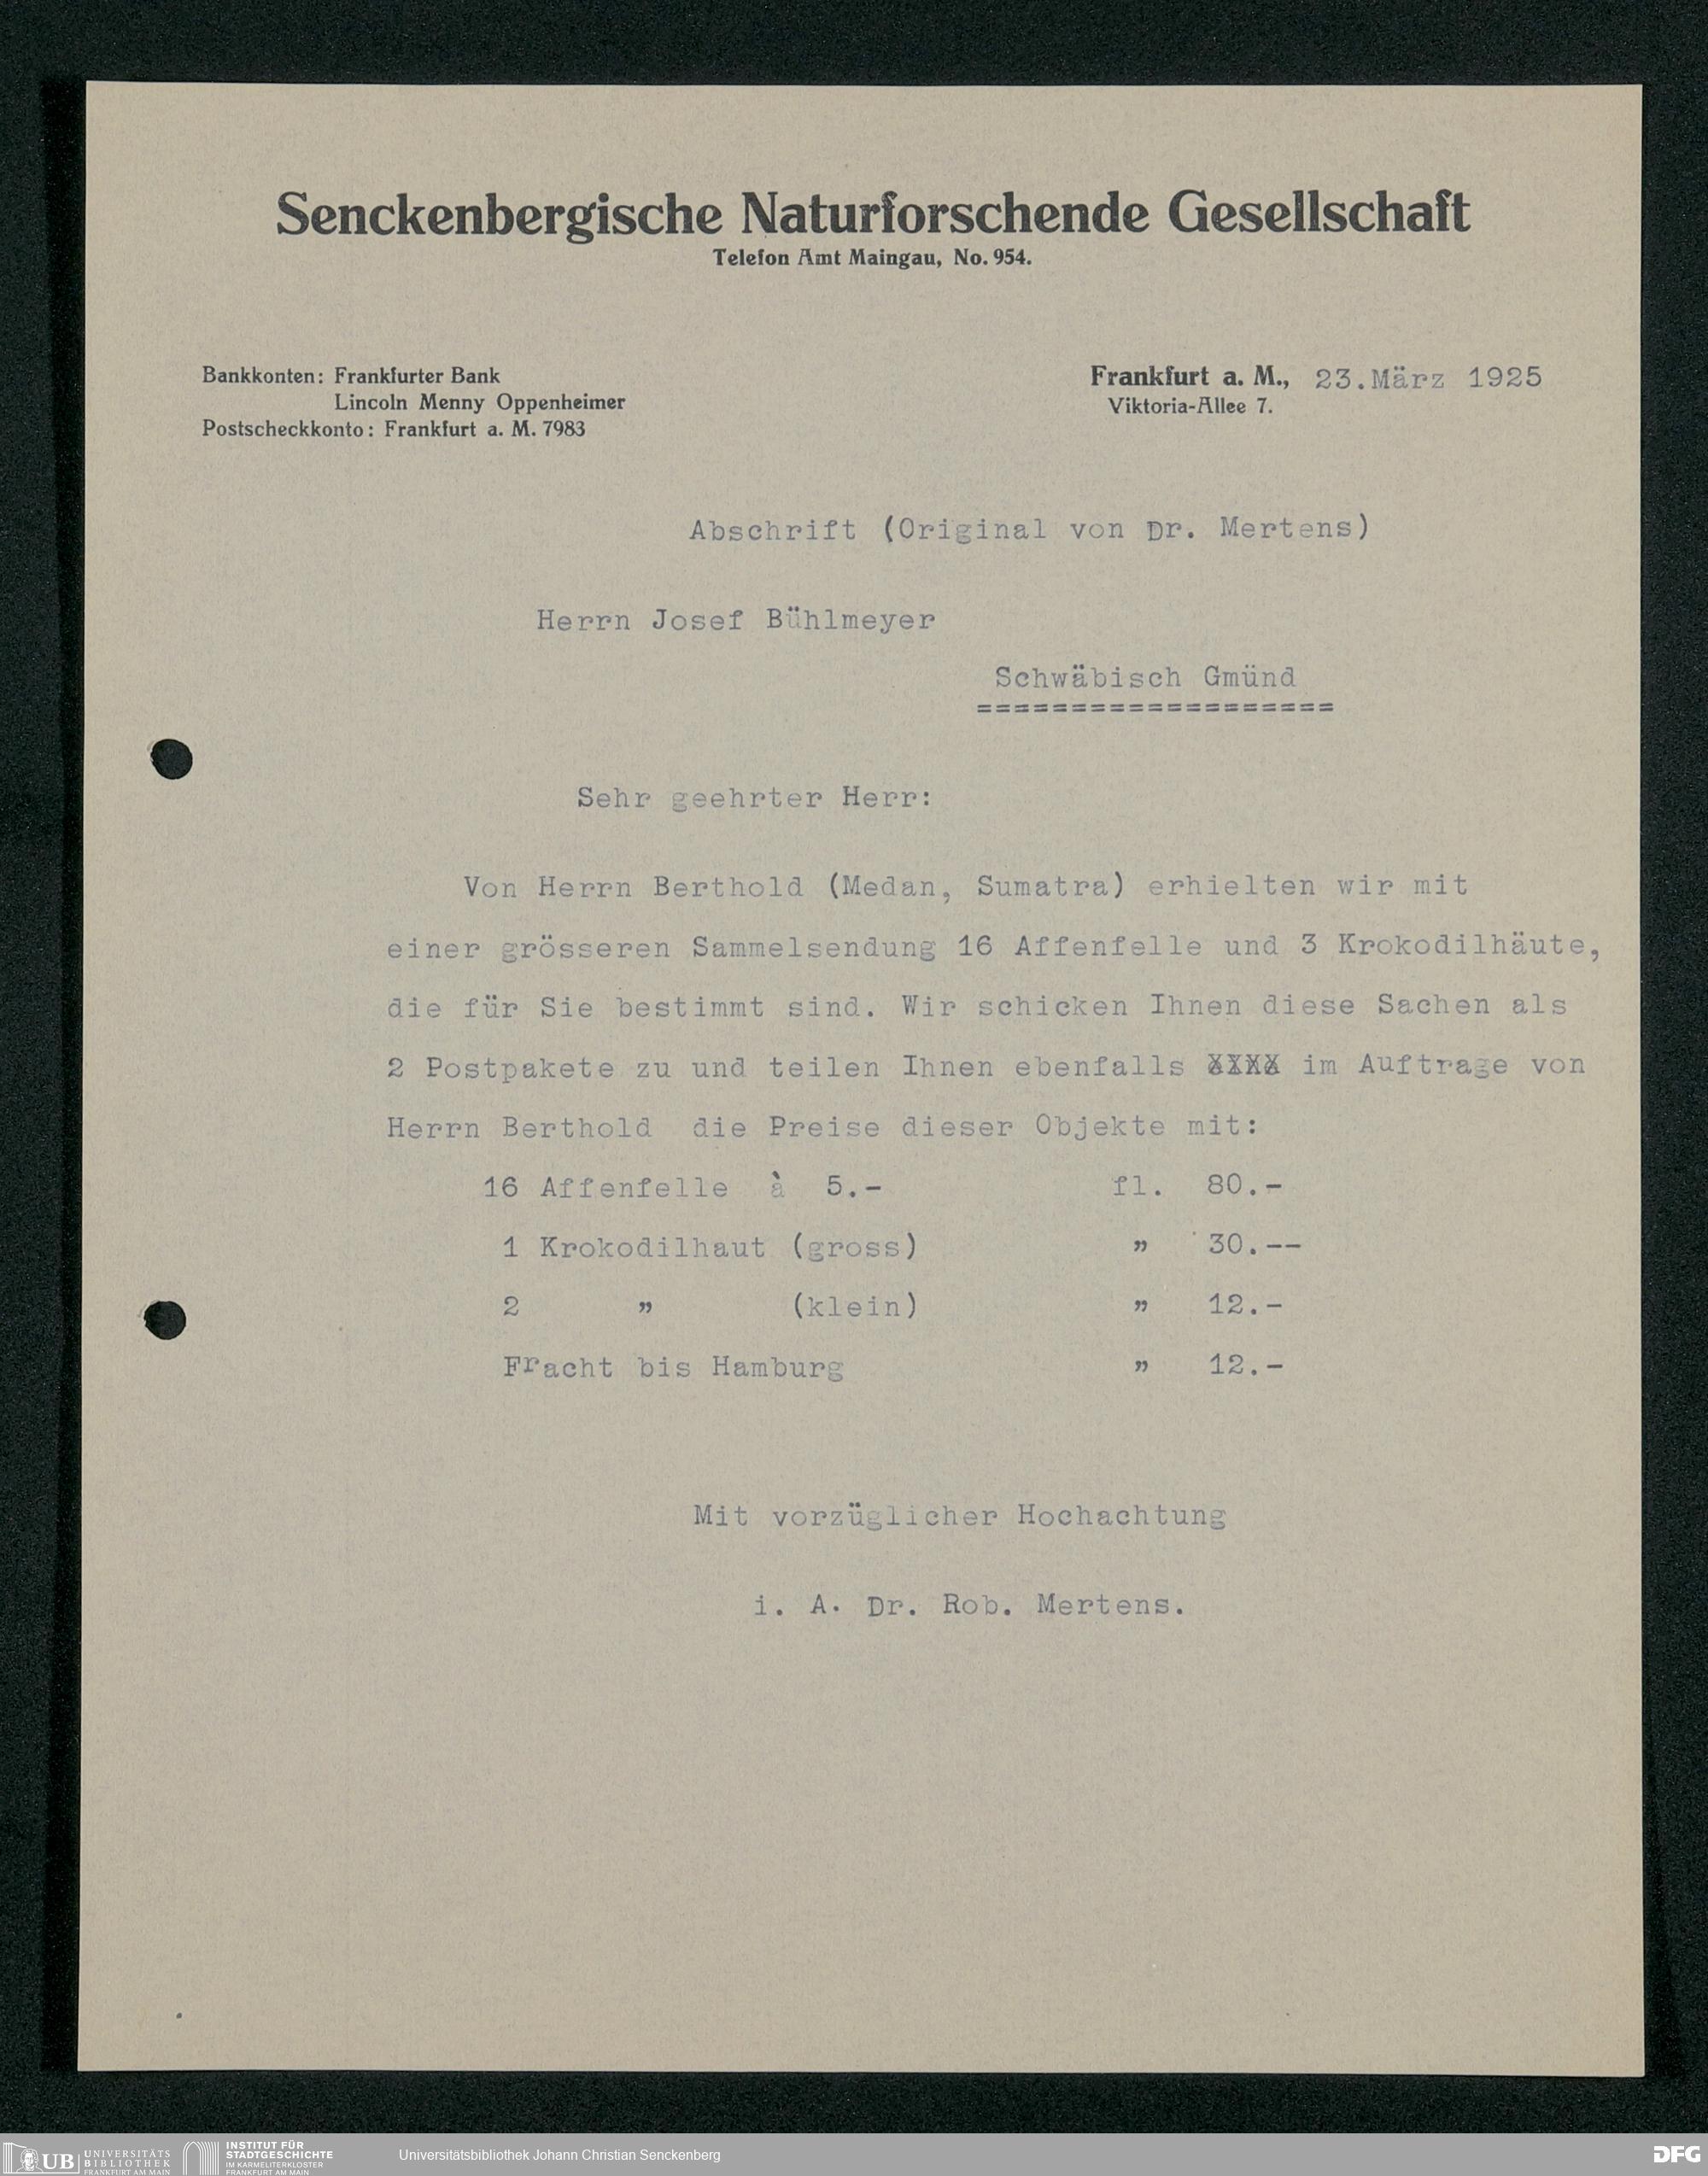 Senckenbergische Naturforschende Gesellschaft
Telefon Amt Maingau, No. 954.
Bankkonten: Frankfurter Bank
Lincoln Menny Oppenheimer
Postscheckkonto: Frankfurt a. M. 7983
Frankfurt a. M., 23.März 1925
Viktoria-Allee 7.
Abschrift (Original von Dr. Mertens)
Herrn Josef Bühlmeyer
Schwäbisch Gmünd
===================
Sehr geehrter Herr:
Von Herrn Berthold (Medan, Sumatra) erhielten wir mit
einer grösseren Sammelsendung 16 Affenfelle und 3 Krokodilhäute,
die für Sie bestimmt sind. Wir schicken Ihnen diese Sachen als
2 Postpakete zu und teilen Ihnen ebenfalls im Auftrage von
Herrn Berthold die Preise dieser Objekte mit:
16 Affenfelle à 5.- fl. 80.-
1 Krokodilhaut (gross) " 30.--
2 " (klein) " 12.-
Fracht bis Hamburg " 12.-
Mit vorzüglicher Hochachtung
i. A. Dr. Rob. Mertens.
UB UNIVERSITÄTS
BIBLIOTHEK
FRANKFURT AM MAIN
INSTITUT FÜR
STADTGESCHICHTE
IM KARMELITERKLOSTER
FRANKFURT AM MAIN
Universitätsbibliothek Johann Christian Senckenberg
DFG